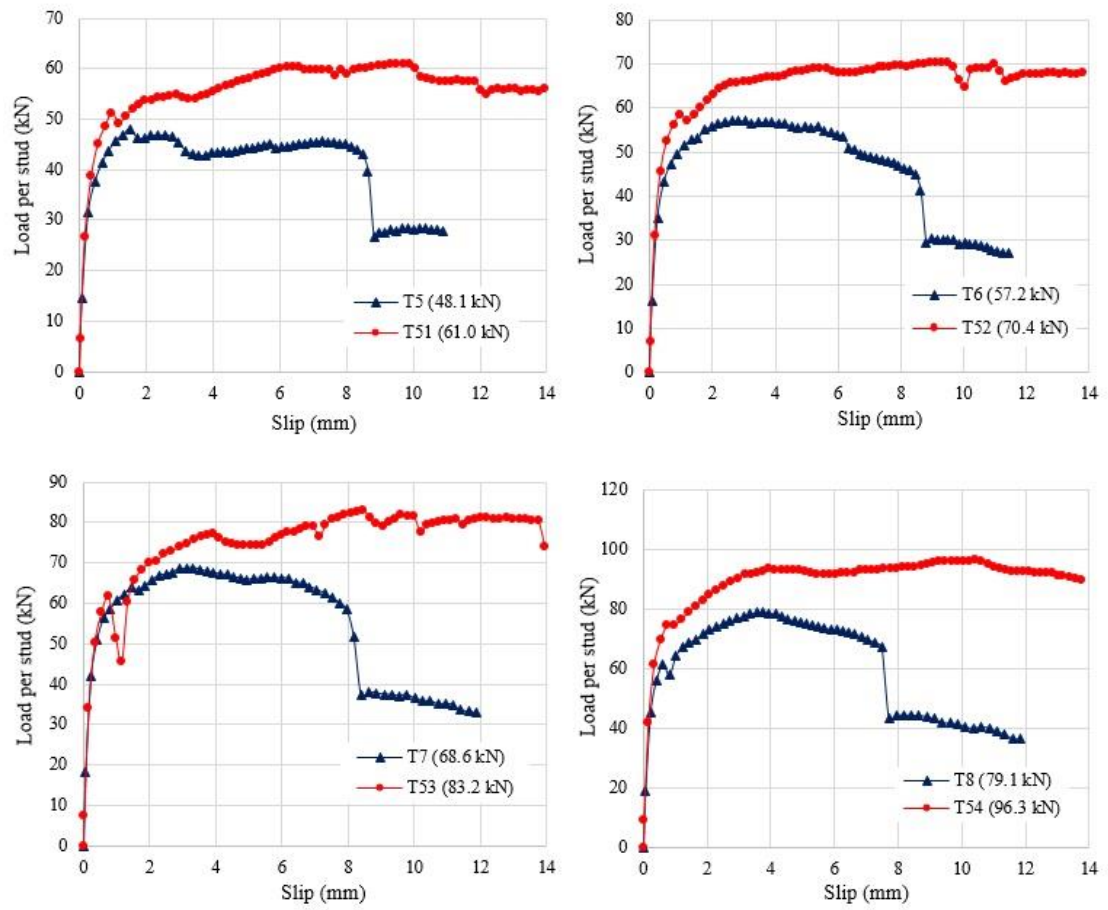 70
60
50
40
30
20
10
0
Load per stud (kN)
T5 (48.1 kN)
T51 (61.0 kN)
0 2 4 6 8 10 12 14
Slip (mm)
80
70
60
50
40
30
20
10
0
Load per stud (kN)
T6 (57.2 kN)
T52 (70.4 kN)
0 2 4 6 8 10 12 14
Slip (mm)
90
80
70
60
50
40
30
20
10
0
Load per stud (kN)
T7 (68.6 kN)
T53 (83.2 kN)
0 2 4 6 8 10 12 14
Slip (mm)
120
100
80
60
40
20
0
Load per stud (kN)
T8 (79.1 kN)
T54 (96.3 kN)
0 2 4 6 8 10 12 14
Slip (mm)